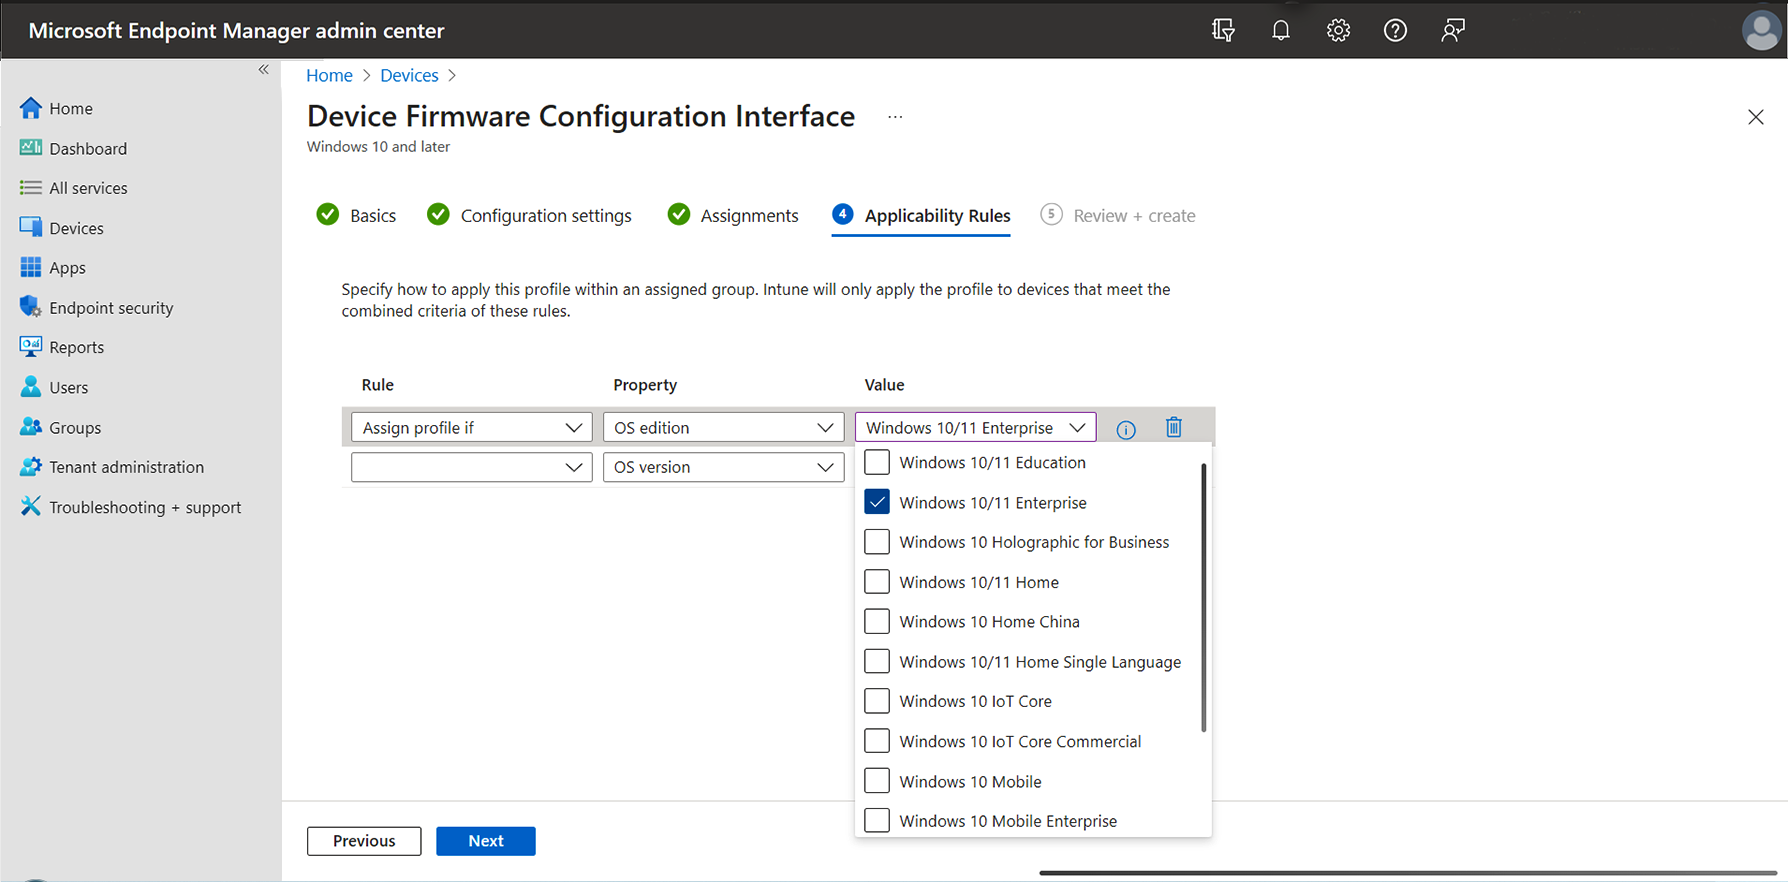 Microsoft Endpoint Manager admin center
Home > Devices >
Device Firmware Configuration Interface ...
Windows 10 and later
Home
Dashboard
All services
Devices
Apps
Endpoint security
Reports
Users
Groups
Tenant administration
Troubleshooting + support
Basics
Configuration settings
Assignments
4 Applicability Rules
5 Review + create
Specify how to apply this profile within an assigned group. Intune will only apply the profile to devices that meet the
combined criteria of these rules.
Rule Property Value
Assign profile if OS edition Windows 10/11 Enterprise
OS version
Windows 10/11 Education
Windows 10/11 Enterprise
Windows 10 Holographic for Business
Windows 10/11 Home
Windows 10 Home China
Windows 10/11 Home Single Language
Windows 10 IoT Core
Windows 10 IoT Core Commercial
Windows 10 Mobile
Windows 10 Mobile Enterprise
Previous Next